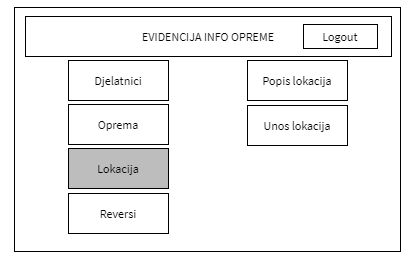 EVIDENCIJA INFO OPREME
Logout
Djelatnici
Oprema
Lokacija
Reversi
Popis lokacija
Unos lokacija